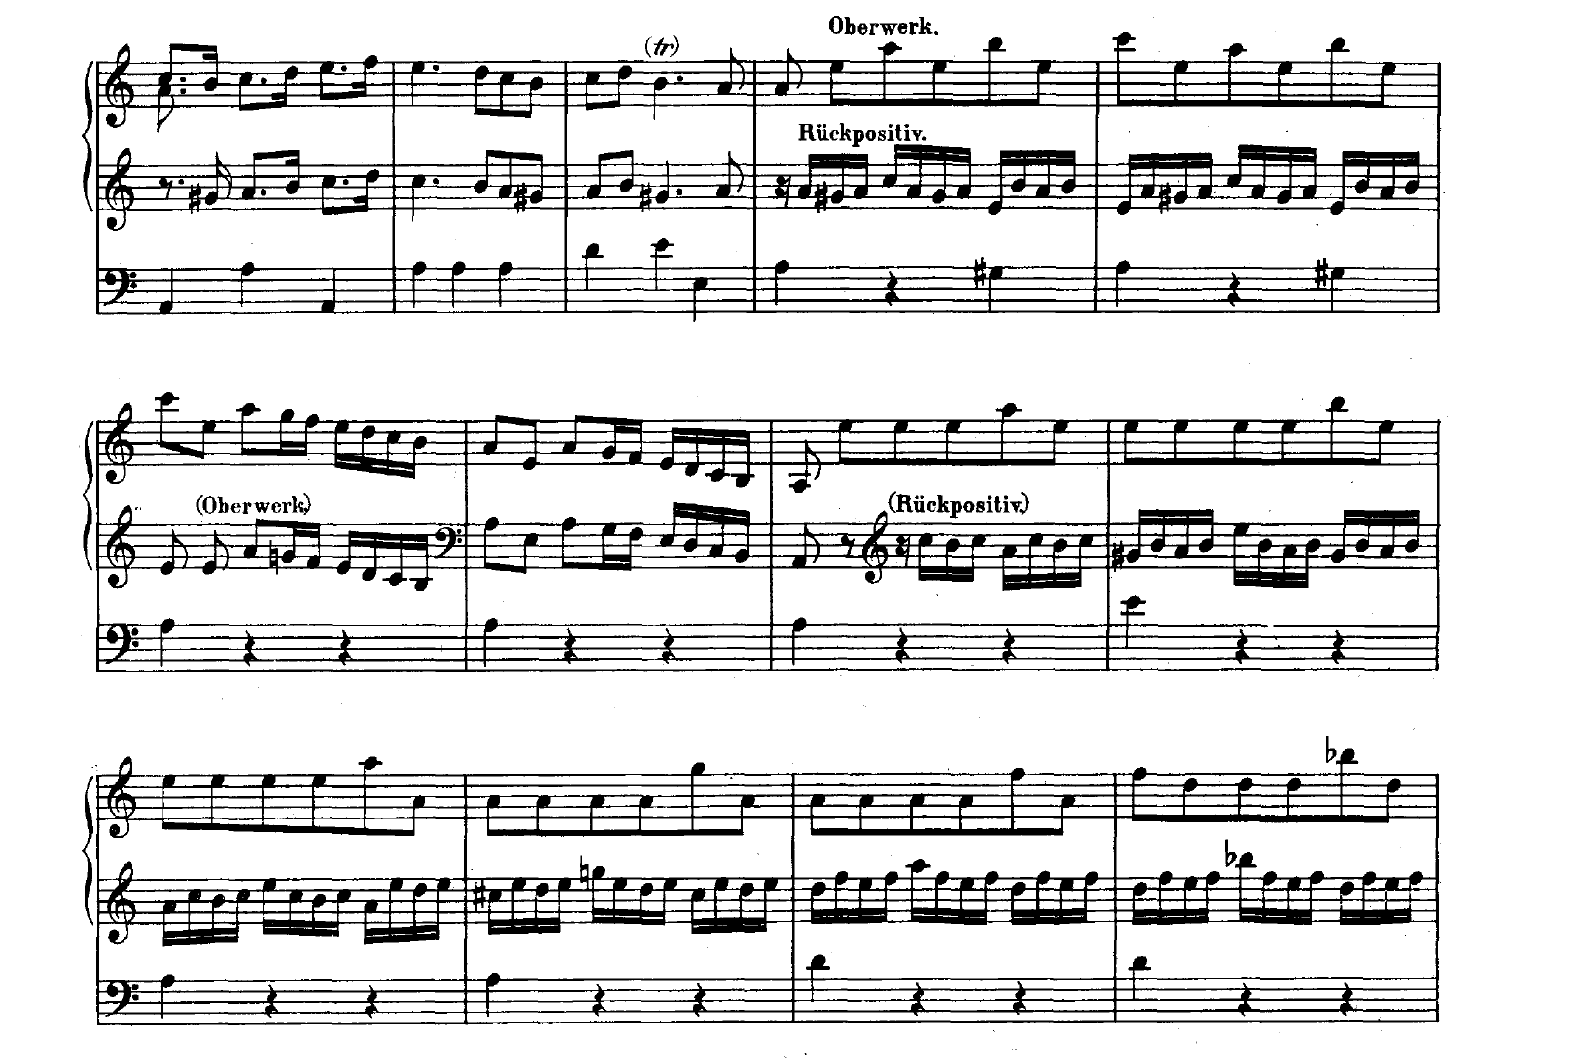 Oberwerk.
(tr)
Rückpositiv.
(Oberwerk.)
(Rückpositiv.)